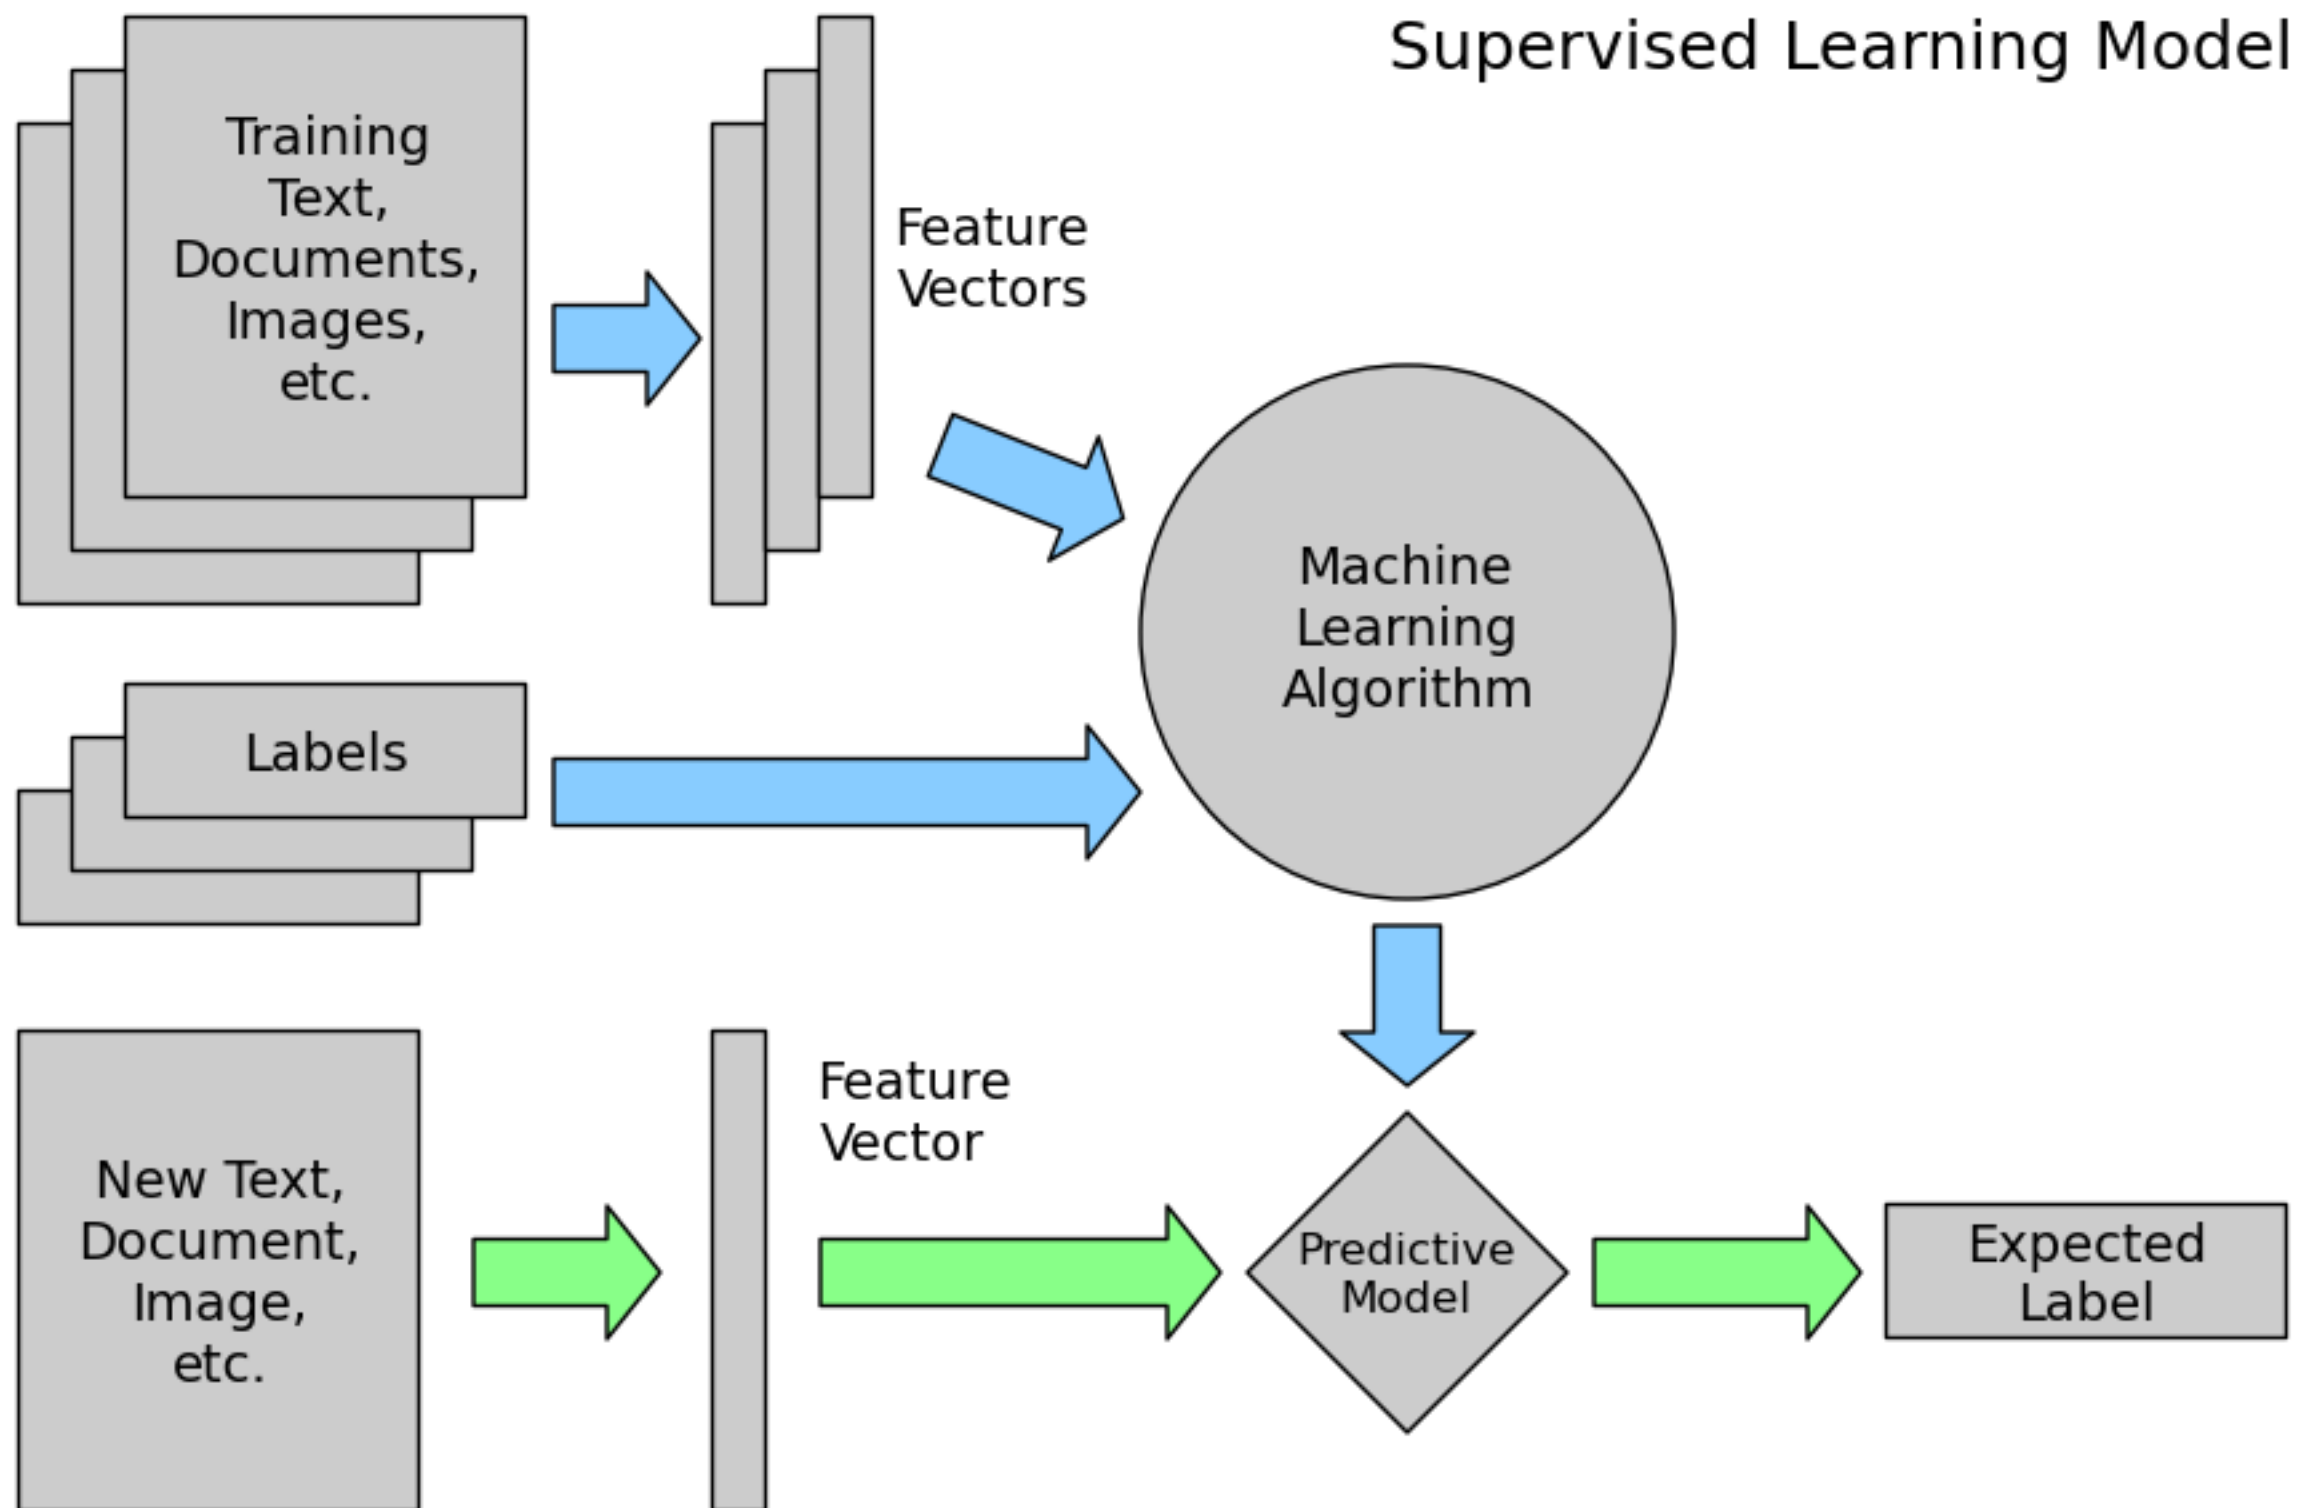 Supervised Learning Model
Training
Text,
Documents,
Images,
etc.
Feature
Vectors
Machine
Learning
Algorithm
Labels
New Text,
Document,
Image,
etc.
Feature
Vector
Predictive
Model
Expected
Label